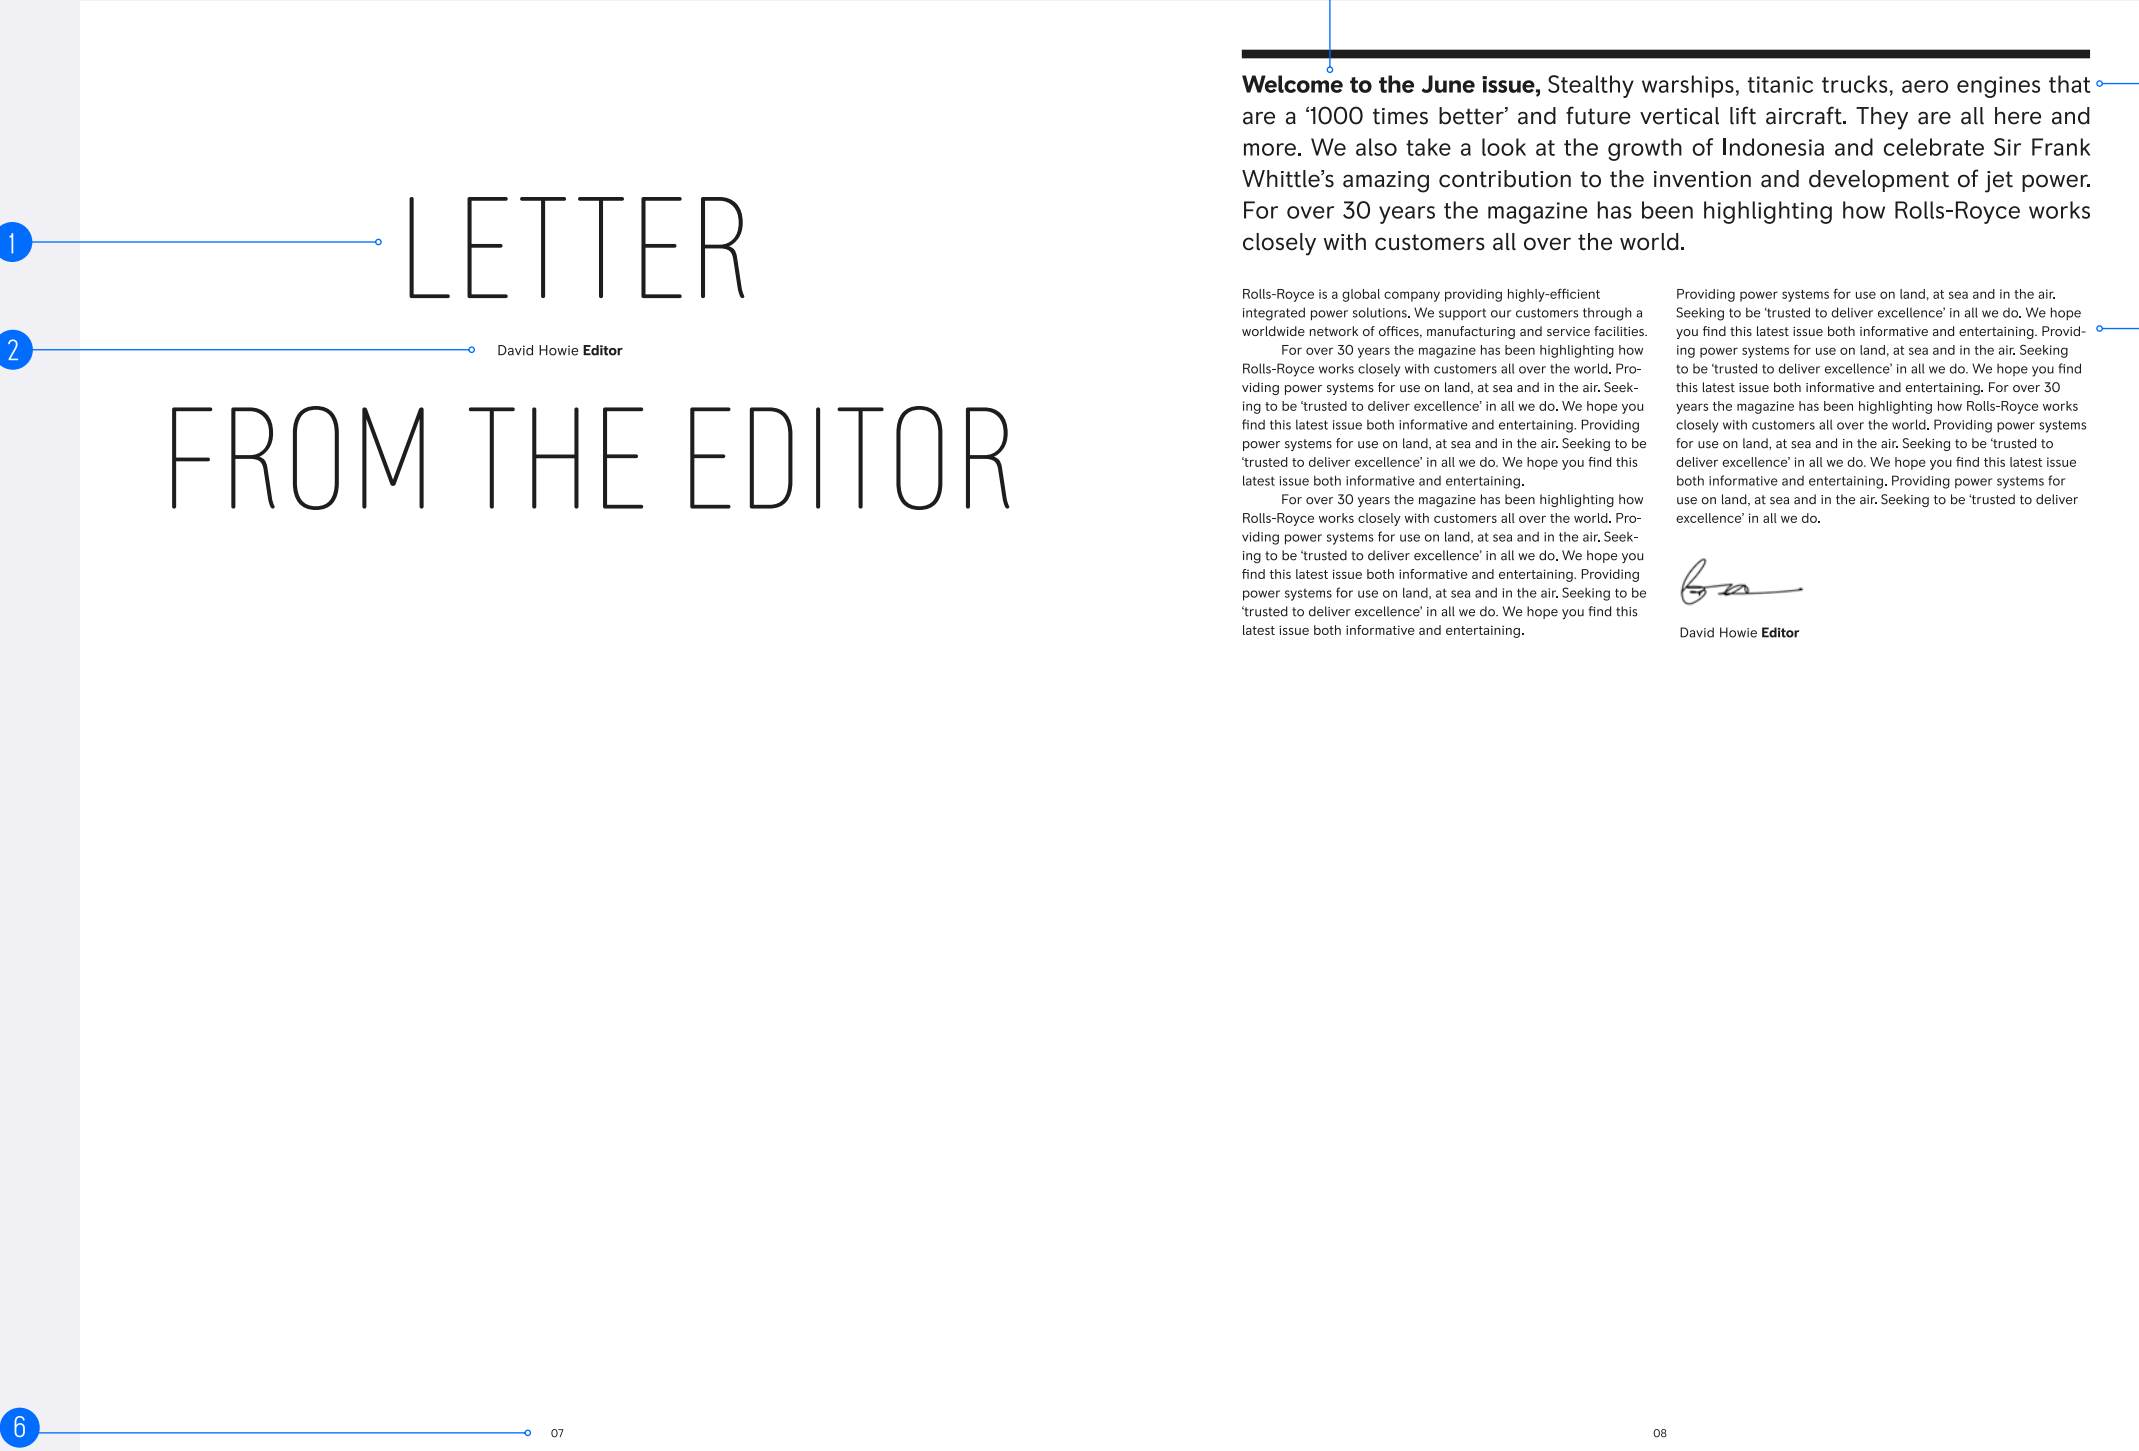 1
LETTER
2
David Howie Editor
FROM THE EDITOR
6
07
Welcome to the June issue, Stealthy warships, titanic trucks, aero engines that
are a ‘1000 times better’ and future vertical lift aircraft. They are all here and
more. We also take a look at the growth of Indonesia and celebrate Sir Frank
Whittle’s amazing contribution to the invention and development of jet power.
For over 30 years the magazine has been highlighting how Rolls-Royce works
closely with customers all over the world.
Rolls-Royce is a global company providing highly-efficient
integrated power solutions. We support our customers through a
worldwide network of offices, manufacturing and service facilities.
For over 30 years the magazine has been highlighting how
Rolls-Royce works closely with customers all over the world. Pro-
viding power systems for use on land, at sea and in the air. Seek-
ing to be ‘trusted to deliver excellence’ in all we do. We hope you
find this latest issue both informative and entertaining. Providing
power systems for use on land, at sea and in the air. Seeking to be
‘trusted to deliver excellence’ in all we do. We hope you find this
latest issue both informative and entertaining.
For over 30 years the magazine has been highlighting how
Rolls-Royce works closely with customers all over the world. Pro-
viding power systems for use on land, at sea and in the air. Seek-
ing to be ‘trusted to deliver excellence’ in all we do. We hope you
find this latest issue both informative and entertaining. Providing
power systems for use on land, at sea and in the air. Seeking to be
‘trusted to deliver excellence’ in all we do. We hope you find this
latest issue both informative and entertaining.
Providing power systems for use on land, at sea and in the air.
Seeking to be ‘trusted to deliver excellence’ in all we do. We hope
you find this latest issue both informative and entertaining. Provid-
ing power systems for use on land, at sea and in the air. Seeking
to be ‘trusted to deliver excellence’ in all we do. We hope you find
this latest issue both informative and entertaining. For over 30
years the magazine has been highlighting how Rolls-Royce works
closely with customers all over the world. Providing power systems
for use on land, at sea and in the air. Seeking to be ‘trusted to
deliver excellence’ in all we do. We hope you find this latest issue
both informative and entertaining. Providing power systems for
use on land, at sea and in the air. Seeking to be ‘trusted to deliver
excellence’ in all we do.
David Howie Editor
08